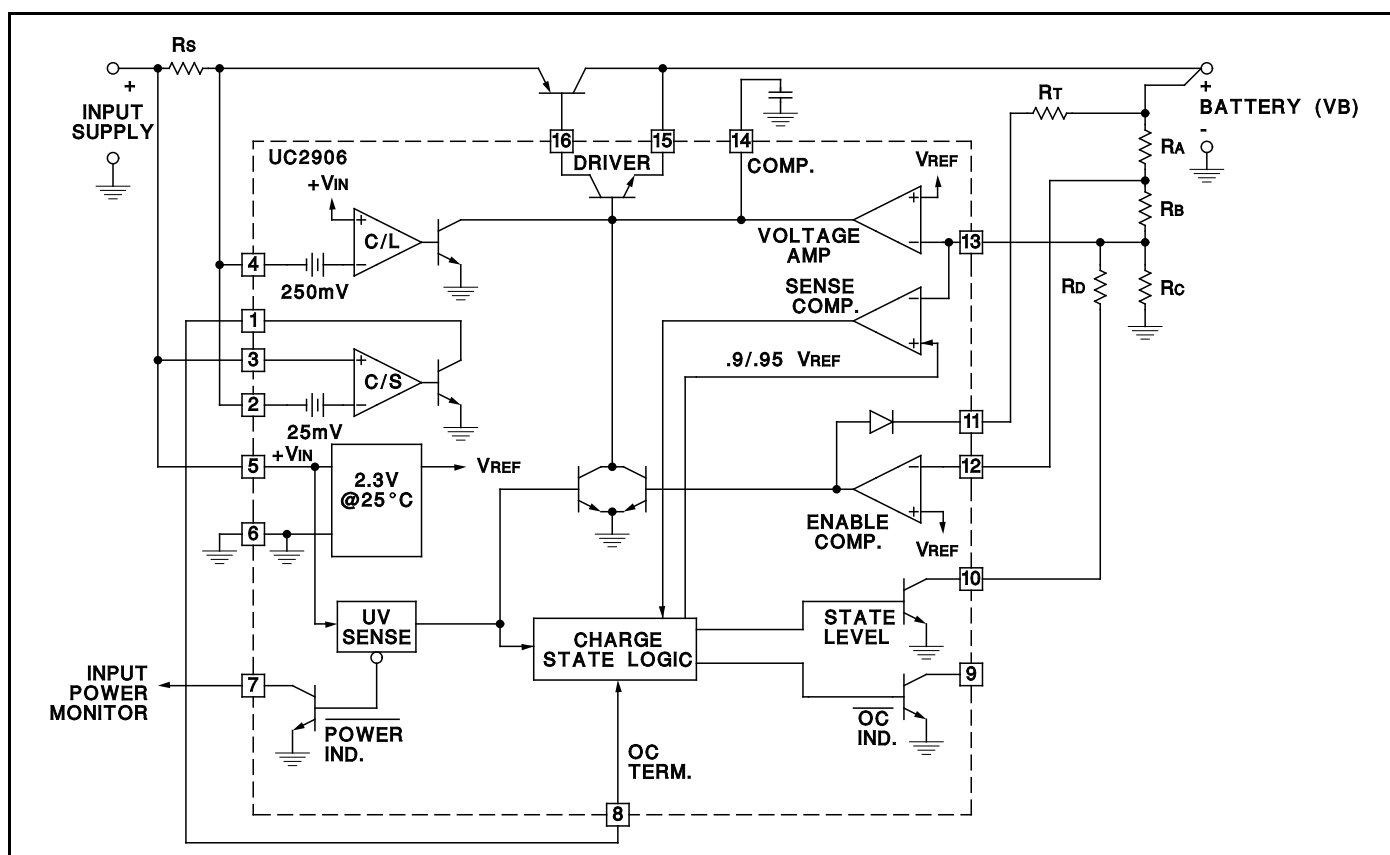 RS
+
INPUT
SUPPLY
RT
+
BATTERY (VB)
-
RA
RB
RC
RD
16
15
14
DRIVER
COMP.
UC2906
+VIN
VREF
+
C/L
-
+
-
VOLTAGE
AMP
13
4
250mV
SENSE
COMP.
-
+
1
3
+
C/S
-
2
25mV
.9/.95 VREF
11
5
+VIN
2.3V
@25°C
VREF
12
-
+
ENABLE
COMP.
VREF
6
10
UV
SENSE
CHARGE
STATE LOGIC
STATE
LEVEL
INPUT
POWER
MONITOR
7
POWER
IND.
9
OC
IND.
OC
TERM.
8